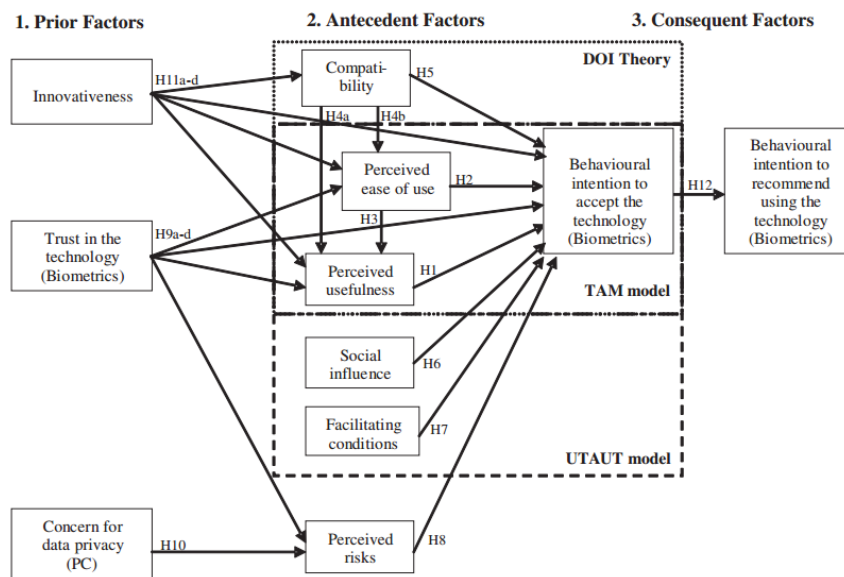 1. Prior Factors
2. Antecedent Factors
3. Consequent Factors
DOI Theory
Innovativeness
H11a-d
Compati-
bility
H5
H4a
H4b
Perceived
ease of use
H2
H3
Behavioural
intention to
accept the
technology
(Biometrics)
H12
Behavioural
intention to
recommend
using the
technology
(Biometrics)
Trust in the
technology
(Biometrics)
H9a-d
Perceived
usefulness
H1
TAM model
Social
influence
H6
Facilitating
conditions
H7
UTAUT model
Concern for
data privacy
(PC)
H10
Perceived
risks
H8